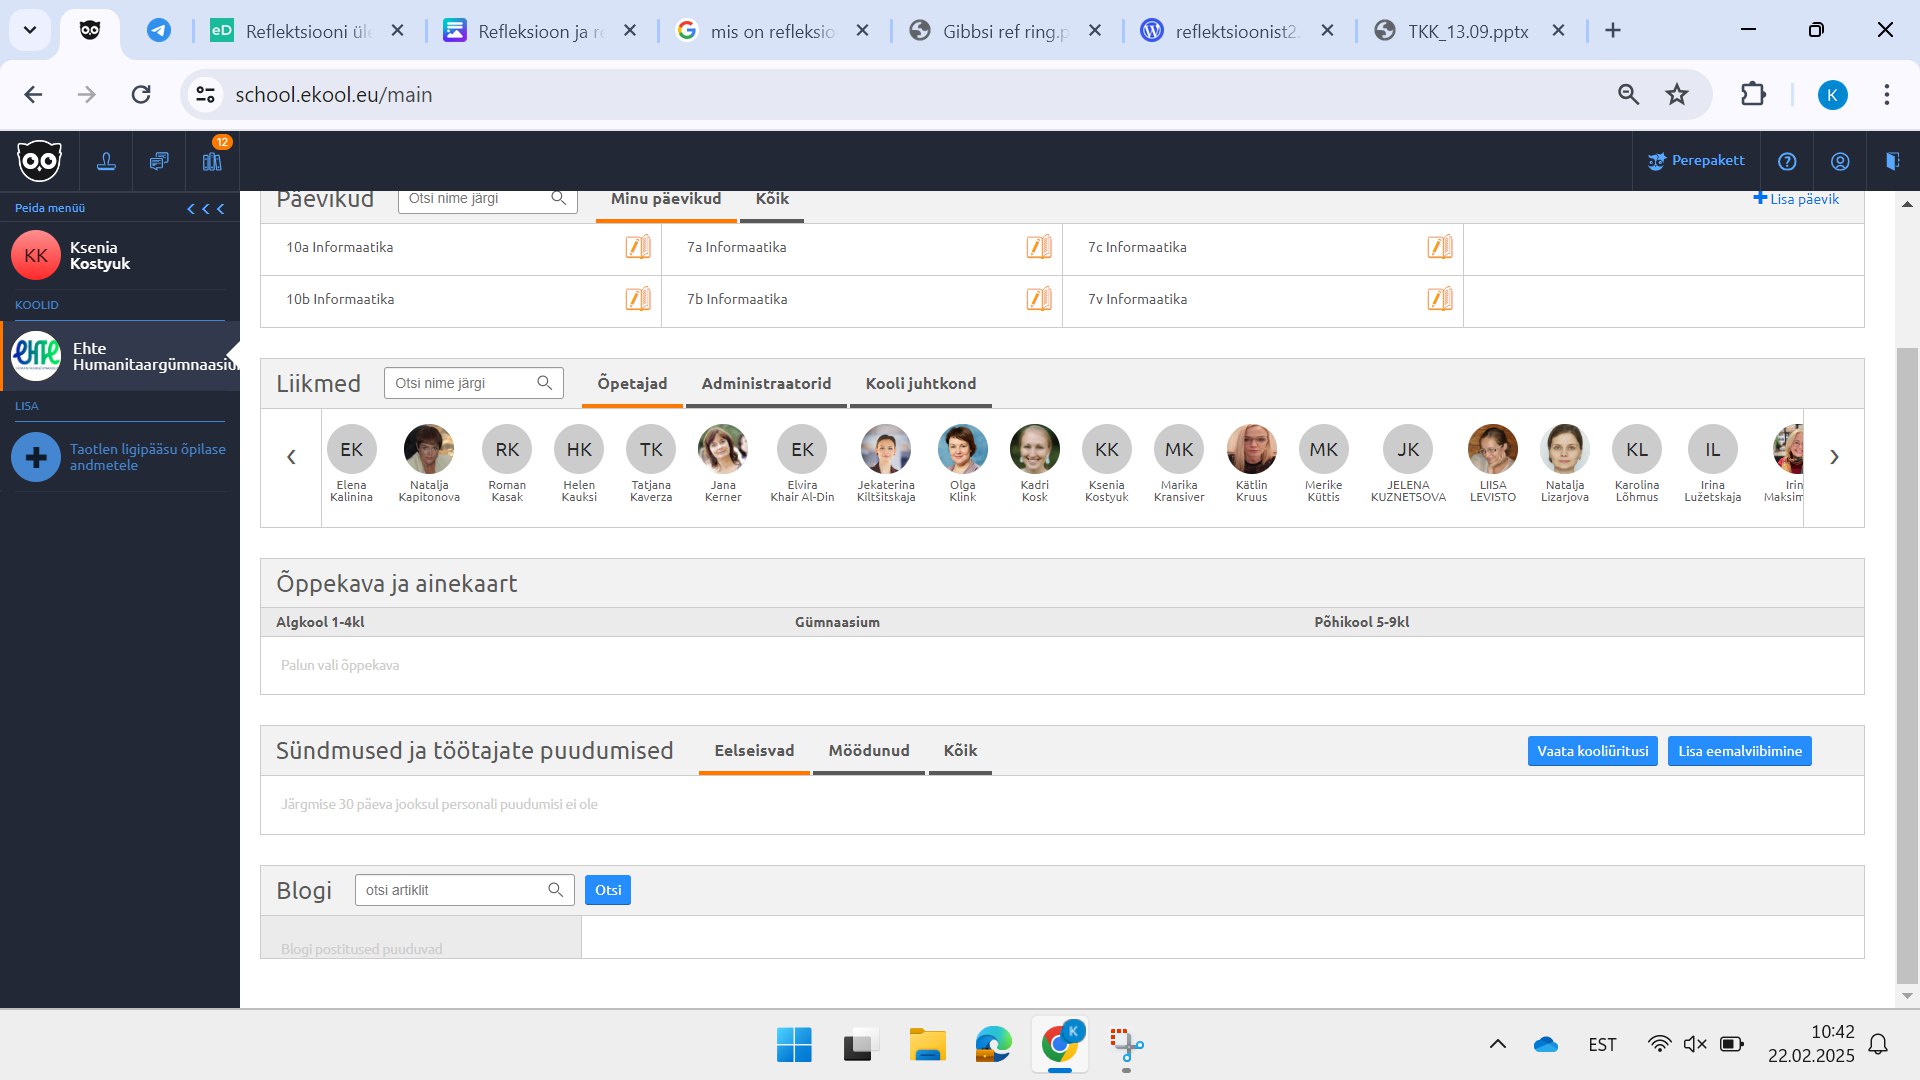 Reflektsiooni üle
Refleksioon ja re
mis on refleksio
Gibbsi ref ring.p
reflektsioonist2.
TKK_13.09.pptx
school.ekool.eu/main
K
12
Perepakett
Peida menüü
KK
Ksenia
Kostyuk
KOOLID
EHTE
Ehte
Humanitaargümnaasiu
LISA
Taotlen ligipääsu õpilase
andmetele
Päevikud
Otsi nime järgi
Minu päevikud
Kõik
Lisa päevik
10a Informaatika
7a Informaatika
7c Informaatika
10b Informaatika
7b Informaatika
7v Informaatika
Liikmed
Otsi nime järgi
Õpetajad
Administraatorid
Kooli juhtkond
EK
Elena
Kalinina
Natalja
Kapitonova
RK
Roman
Kasak
HK
Helen
Kauksi
TK
Tatjana
Kaverza
Jana
Kerner
EK
Elvira
Khair Al-Din
Jekaterina
Kiltšitskaja
Olga
Klink
Kadri
Kosk
KK
Ksenia
Kostyuk
MK
Marika
Kransiver
Kätlin
Kruus
MK
Merike
Küttis
JK
JELENA
KUZNETSOVA
LIISA
LEVISTO
Natalja
Lizarjova
KL
Karolina
Lõhmus
IL
Irina
Lužetskaja
Irin
Maksim
Õppekava ja ainekaart
Algkool 1-4kl
Gümnaasium
Põhikool 5-9kl
Palun vali õppekava
Sündmused ja töötajate puudumised
Eelseisvad
Möödunud
Kõik
Vaata kooliüritusi
Lisa eemalviibimine
Järgmise 30 päeva jooksul personali puudumisi ei ole
Blogi
otsi artiklit
Otsi
Blogi postitused puuduvad
K
EST
10:42
22.02.2025